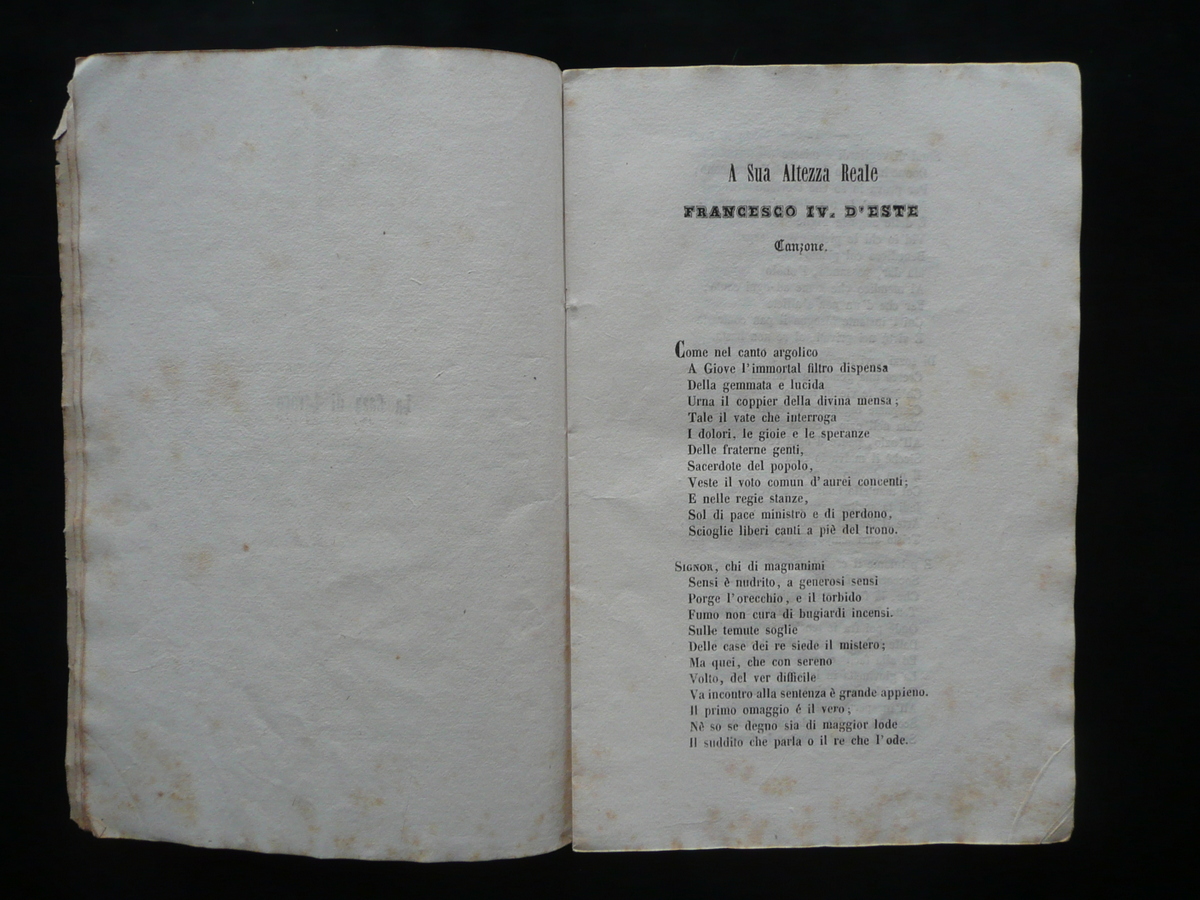 A Sua Altezza Reale
FRANCESCO IV. D'ESTE
Canzone.
Come nel canto argolico
A Giove l'immortal filtro dispensa
Della gemmata e lucida
Urna il coppier della divina mensa;
Tale il vate che interroga
I dolori, le gioie e le speranze
Delle fraterne genti,
Sacerdote del popolo,
Veste il voto comun d'aurei concenti;
E nelle regie stanze,
Sol di pace ministro e di perdono,
Scioglie liberi canti a piè del trono.
SIGNOR, chi di magnanimi
Sensi è nudrito, a generosi sensi
Porge l'orecchio, e il torbido
Fumo non cura di bugiardi incensi.
Sulle temute soglie
Delle case dei re siede il mistero;
Ma quei, che con sereno
Volto, del ver difficile
Va incontro alla sentenza è grande appieno.
Il primo omaggio é il vero;
Nè so se degno sia di maggior lode
Il suddito che parla o il re che l'ode.